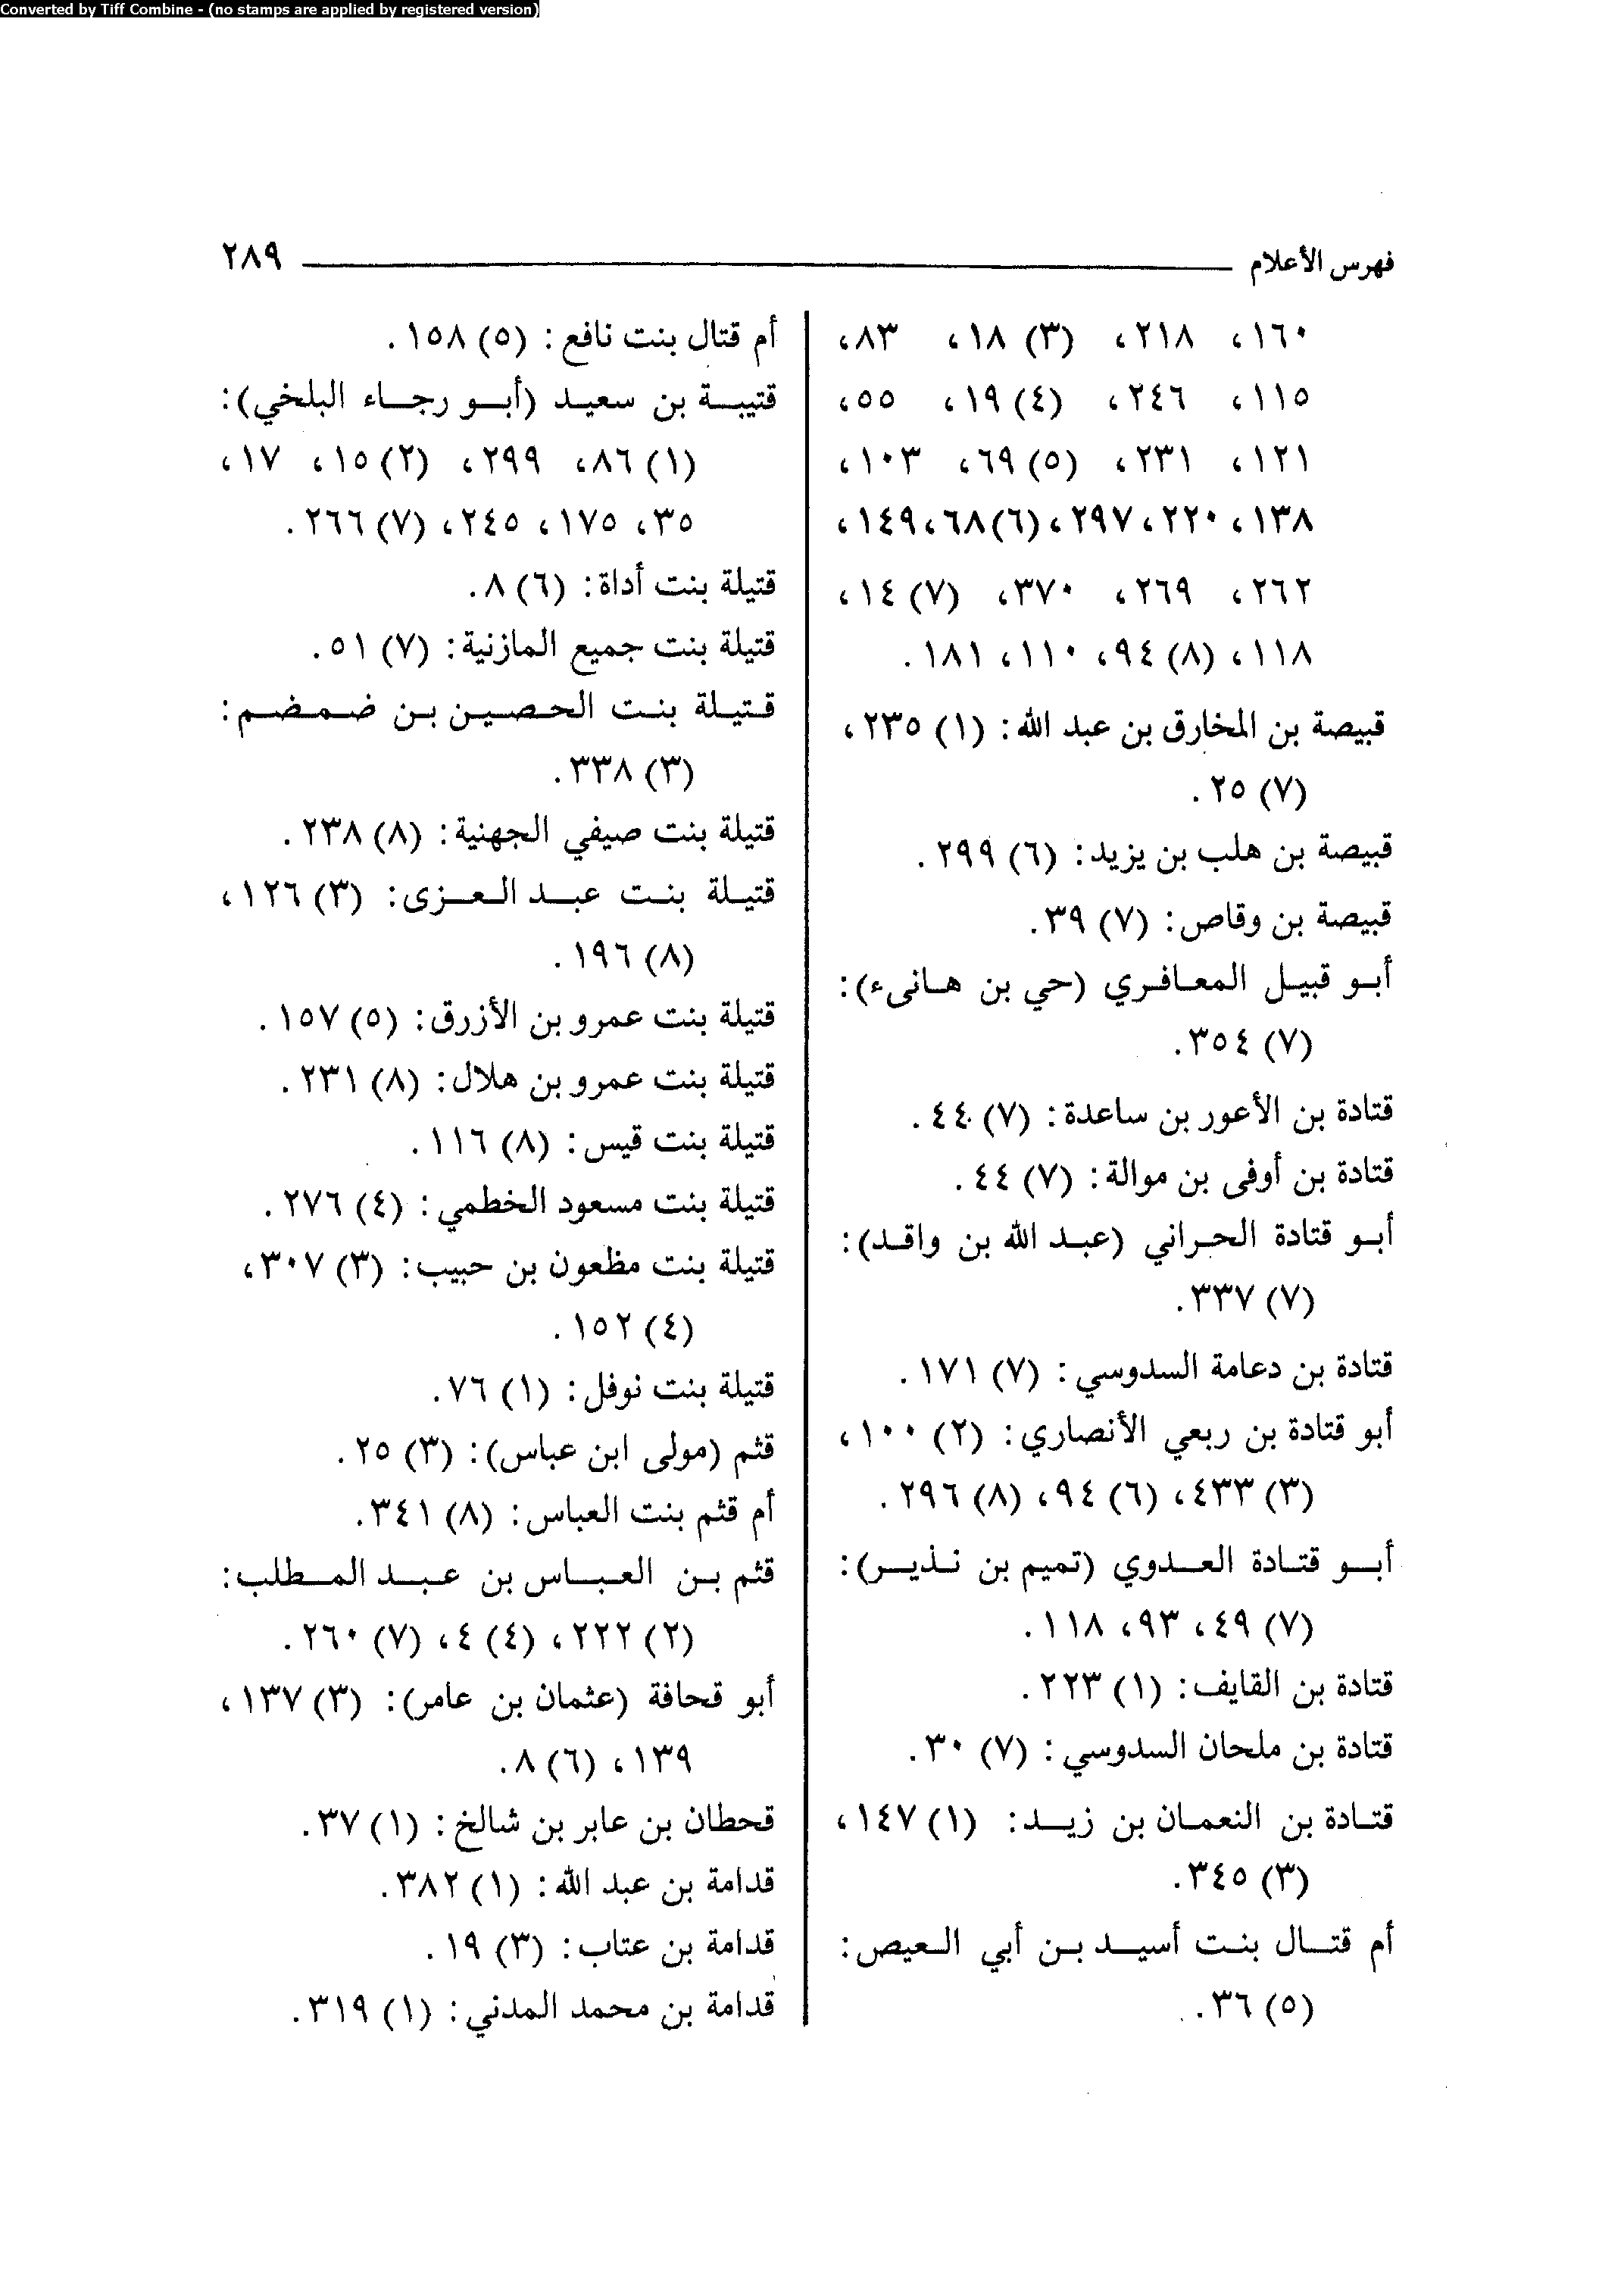 Converted by Tiff Combine - (no stamps are applied by registered version)
فهرس الأعلام ٢٨٩
١٦٠، ٢١٨، (٣) ١٨، ٨٣،
١١٥، ٢٤٦، (٤) ١٩، ٥٥،
١٢١، ٢٣١، (٥) ٦٩، ١٠٣،
١٣٨، ٢٢٠، ٢٩٧، (٦) ٦٨، ١٤٩،
٢٦٢، ٢٦٩، ٣٧٠، (٧) ١٤،
١١٨، (٨) ٩٤، ١١٠، ١٨١.
قبيصة بن المخارق بن عبد الله: (١) ٢٣٥،
(٧) ٢٥.
قبيصة بن هلب بن يزيد: (٦) ٢٩٩.
قبيصة بن وقاص: (٧) ٣٩.
أبو قبيل المعافري (حي بن هانىء):
(٧) ٣٥٤.
قتادة بن الأعور بن ساعدة: (٧) ٤٤.
قتادة بن أوفى بن موالة: (٧) ٤٤.
أبو قتادة الحراني (عبد الله بن واقد):
(٧) ٣٣٧.
قتادة بن دعامة السدوسي: (٧) ١٧١.
أبو قتادة بن ربعي الأنصاري: (٢) ١٠٠،
(٣) ٤٣٣، (٦) ٩٤، (٨) ٢٩٦.
أبو قتادة العدوي (تميم بن نذير):
(٧) ٤٩، ٩٣، ١١٨.
قتادة بن القايف: (١) ٢٢٣.
قتادة بن ملحان السدوسي: (٧) ٣٠.
قتادة بن النعمان بن زيد: (١) ١٤٧،
(٣) ٣٤٥.
أم قتال بنت أسيد بن أبي العيص:
(٥) ٣٦.
أم قتال بنت نافع: (٥) ١٥٨.
قتيبة بن سعيد (أبو رجاء البلخي):
(١) ٨٦، ٢٩٩، (٢) ١٥، ١٧،
٣٥، ١٧٥، ٢٤٥، (٧) ٢٦٦.
قتيلة بنت أداة: (٦) ٨.
قتيلة بنت جميع المازنية: (٧) ٥١.
قتيلة بنت الحصين بن ضمضم:
(٣) ٣٣٨.
قتيلة بنت صيفي الجهنية: (٨) ٢٣٨.
قتيلة بنت عبد العزى: (٣) ١٢٦،
(٨) ١٩٦.
قتيلة بنت عمرو بن الأزرق: (٥) ١٥٧.
قتيلة بنت عمرو بن هلال: (٨) ٢٣١.
قتيلة بنت قيس: (٨) ١١٦.
قتيلة بنت مسعود الخطمي: (٤) ٢٧٦.
قتيلة بنت مظعون بن حبيب: (٣) ٣٠٧،
(٤) ١٥٢.
قتيلة بنت نوفل: (١) ٧٦.
قثم (مولى ابن عباس): (٣) ٢٥.
أم قثم بنت العباس: (٨) ٣٤١.
قثم بن العباس بن عبد المطلب:
(٢) ٢٢٢، (٤) ٤، (٧) ٢٦٠.
أبو قحافة (عثمان بن عامر): (٣) ١٣٧،
١٣٩، (٦) ٨.
قحطان بن عابر بن شالخ: (١) ٣٧.
قدامة بن عبد الله: (١) ٣٨٢.
قدامة بن عتاب: (٣) ١٩.
قدامة بن محمد المدني: (١) ٣١٩.